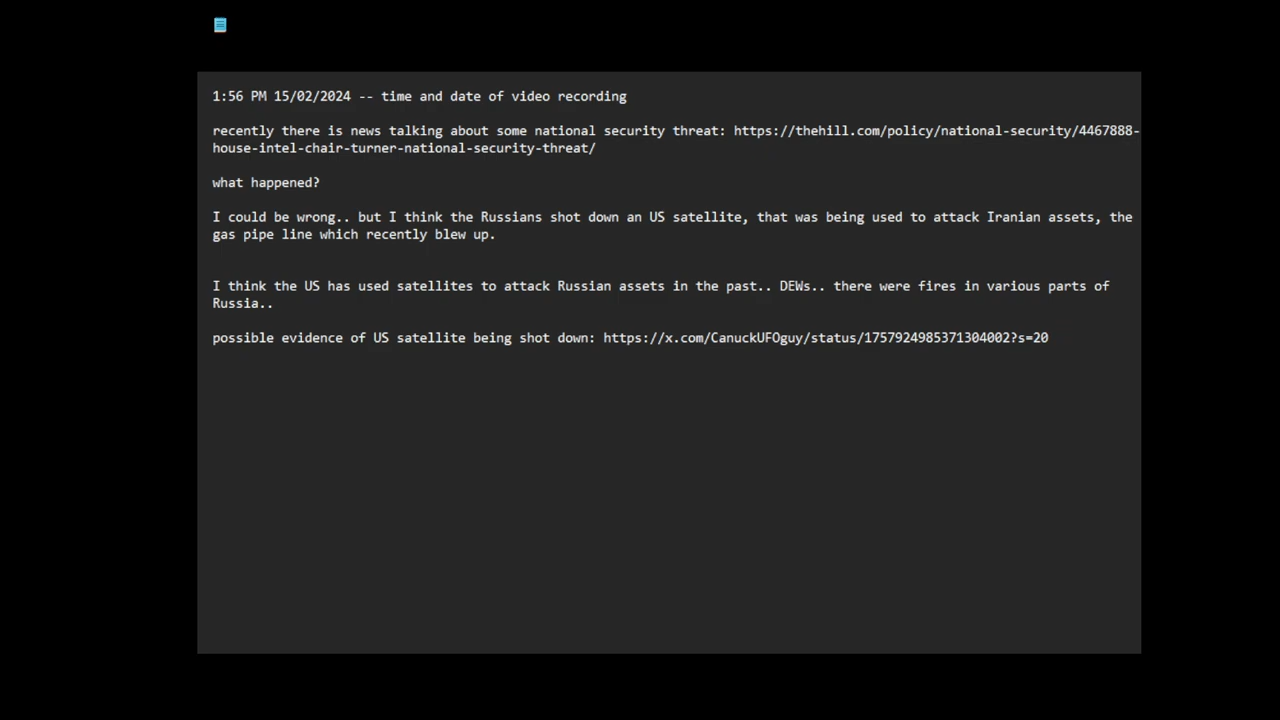 1:56 PM 15/02/2024 -- time and date of video recording
recently there is news talking about some national security threat: https://thehill.com/policy/national-security/4467888-
house-intel-chair-turner-national-security-threat/
what happened?
I could be wrong.. but I think the Russians shot down an US satellite, that was being used to attack Iranian assets, the
gas pipe line which recently blew up.
I think the US has used satellites to attack Russian assets in the past.. DEWs.. there were fires in various parts of
Russia..
possible evidence of US satellite being shot down: https://x.com/CanuckUFOguy/status/1757924985371304002?s=20